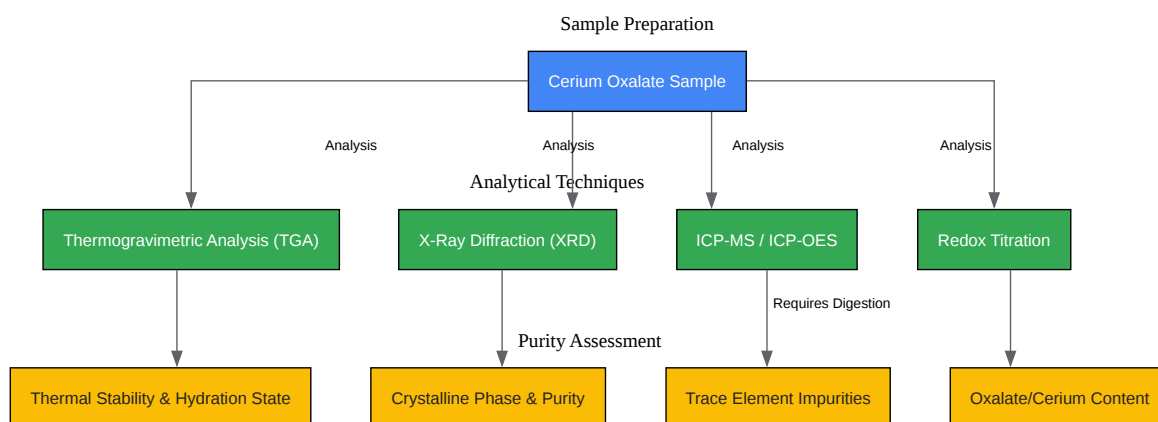 Sample Preparation
Cerium Oxalate Sample
Analysis
Analysis
Analysis
Analysis
Analytical Techniques
Thermogravimetric Analysis (TGA)
X-Ray Diffraction (XRD)
ICP-MS / ICP-OES
Redox Titration
Requires Digestion
Purity Assessment
Thermal Stability & Hydration State
Crystalline Phase & Purity
Trace Element Impurities
Oxalate/Cerium Content